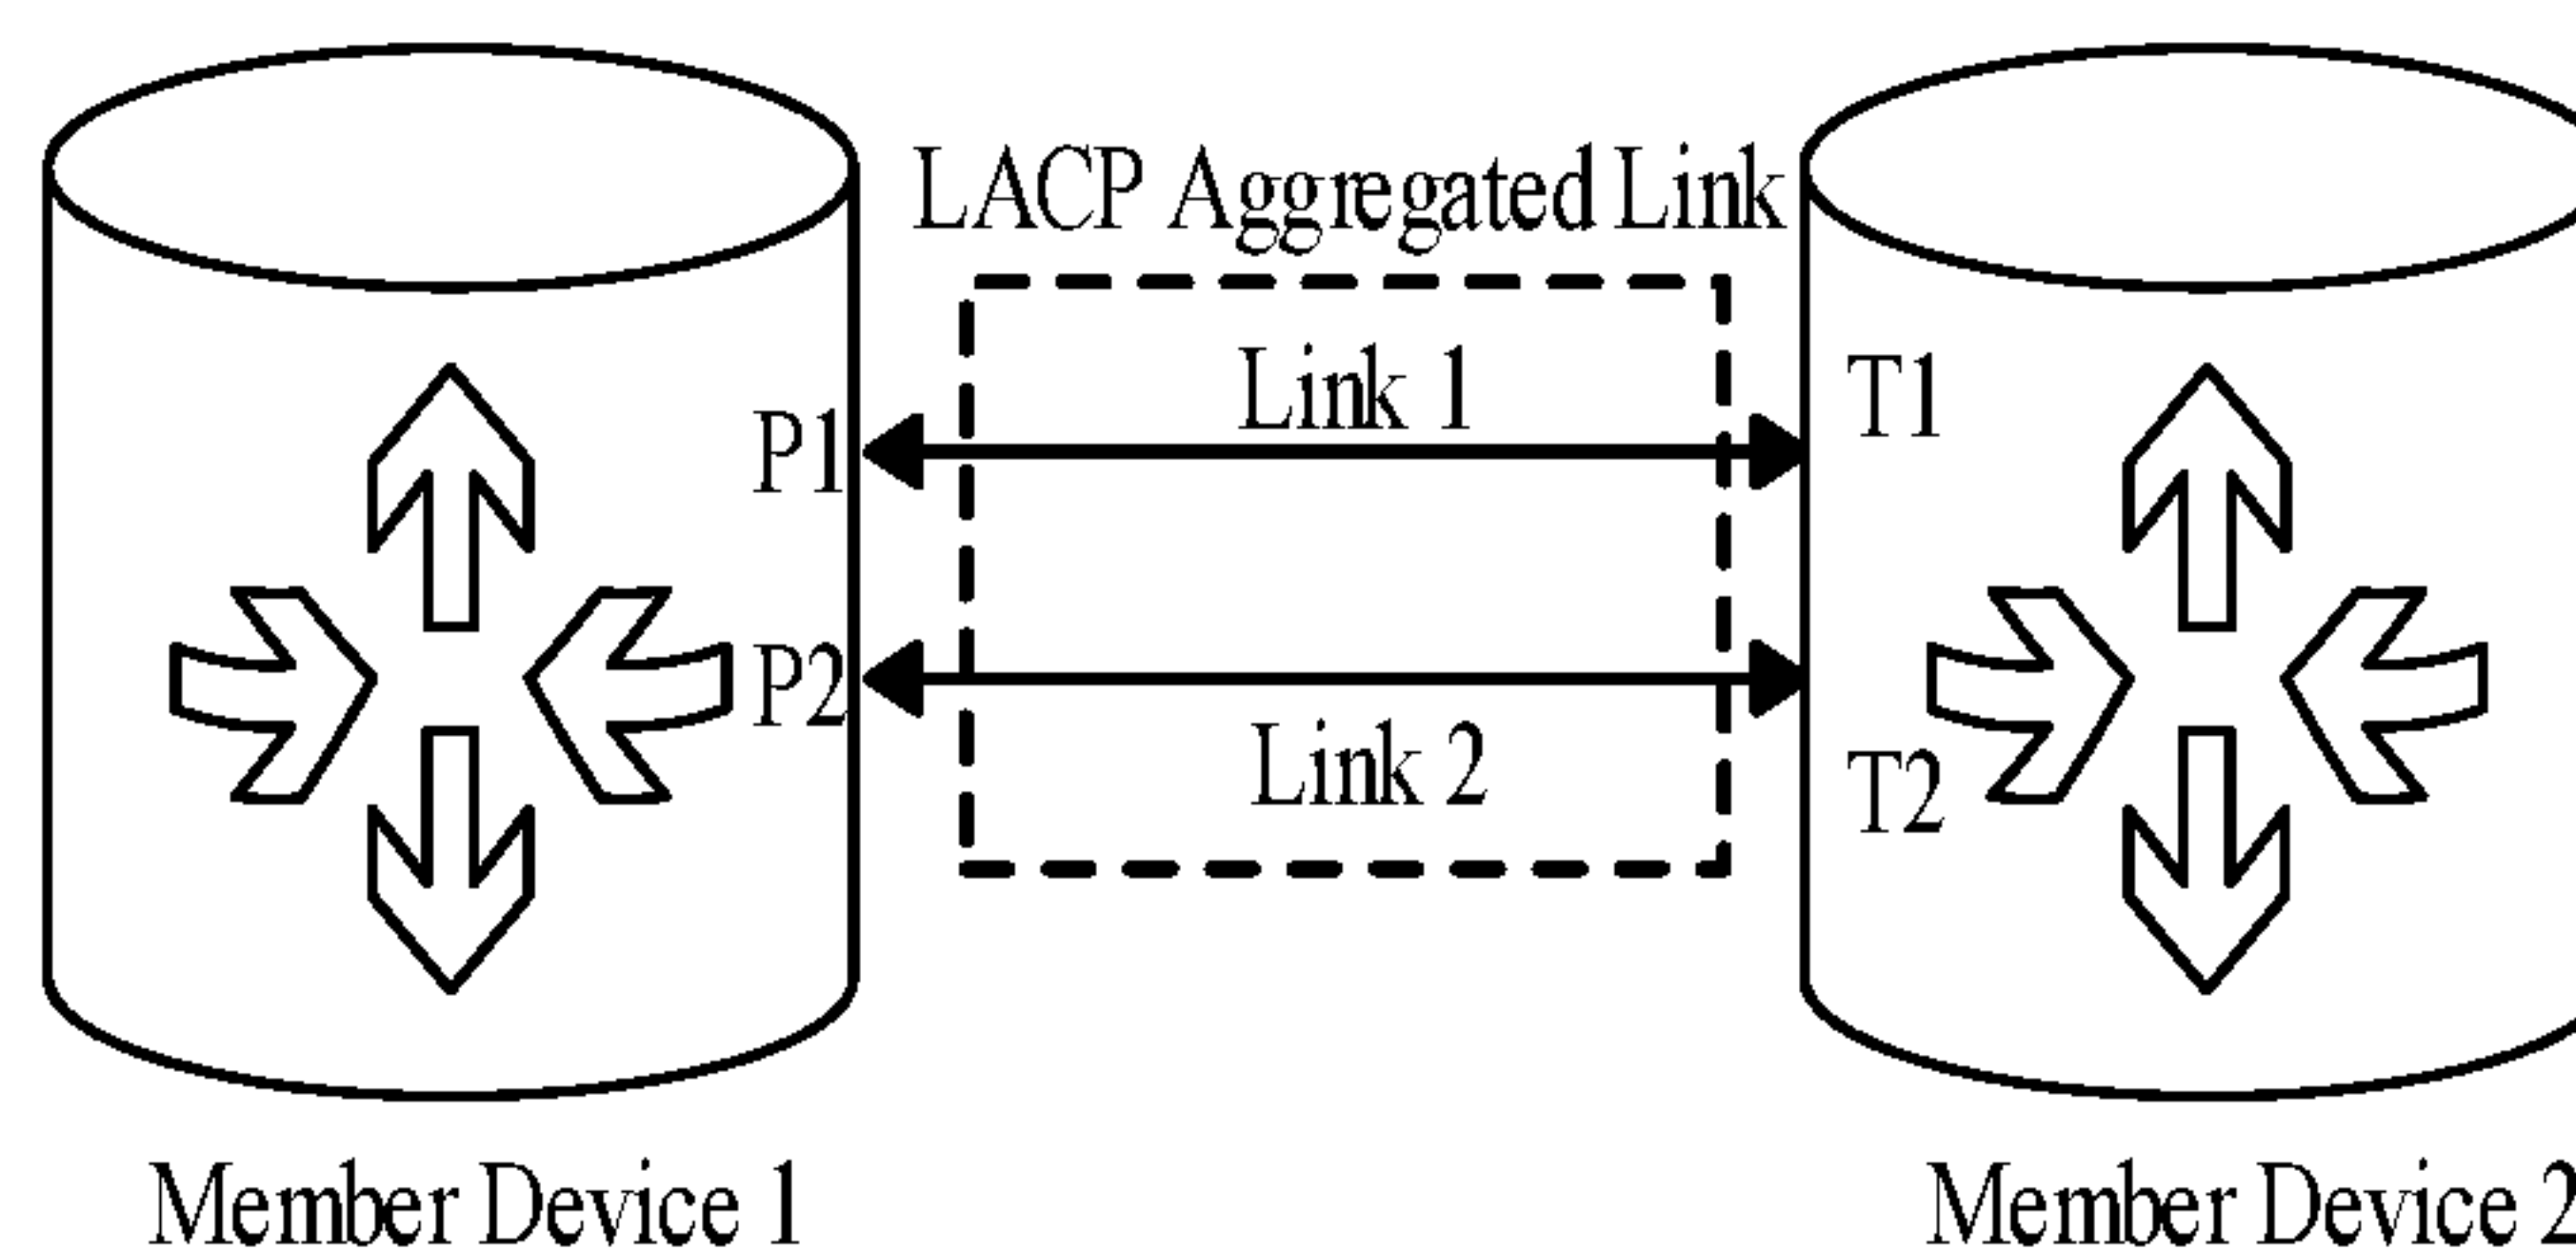 LACP Aggregated Link
Link 1
P1
T1
P2
Link 2
T2
Member Device 1
Member Device 2